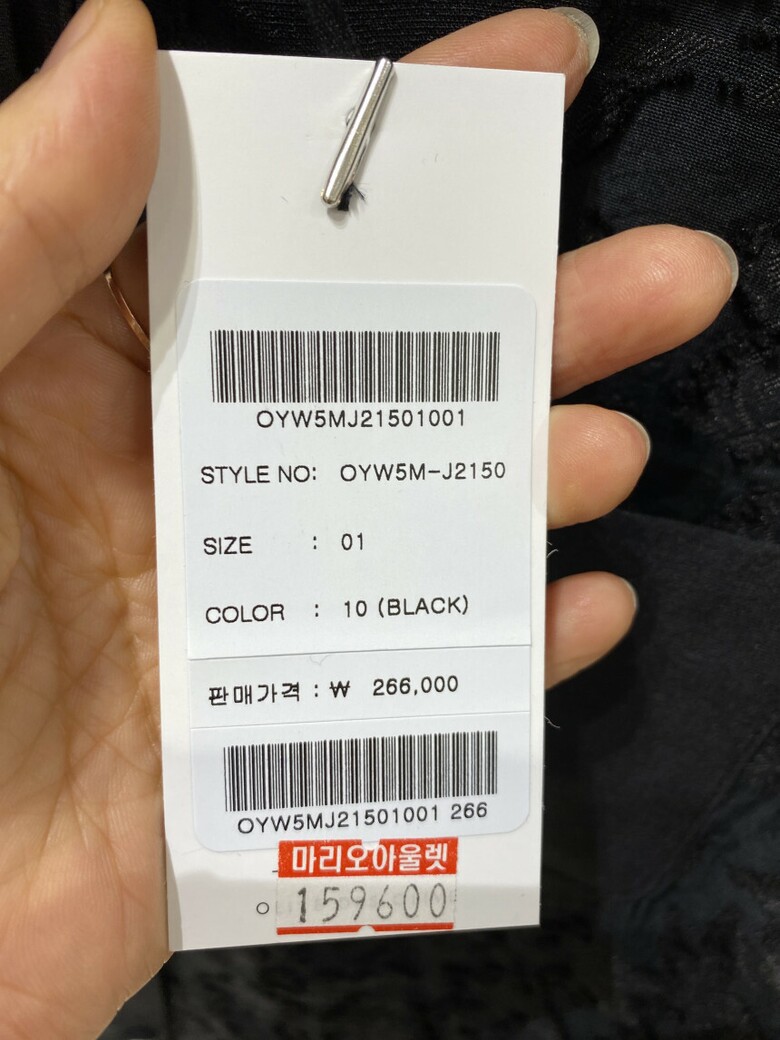 OYW5MJ21501001
STYLE NO: OYW5M-J2150
SIZE : 01
COLOR : 10 (BLACK)
판매가격 : ₩ 266,000
OYW5MJ21501001 266
마리오아울렛
159600